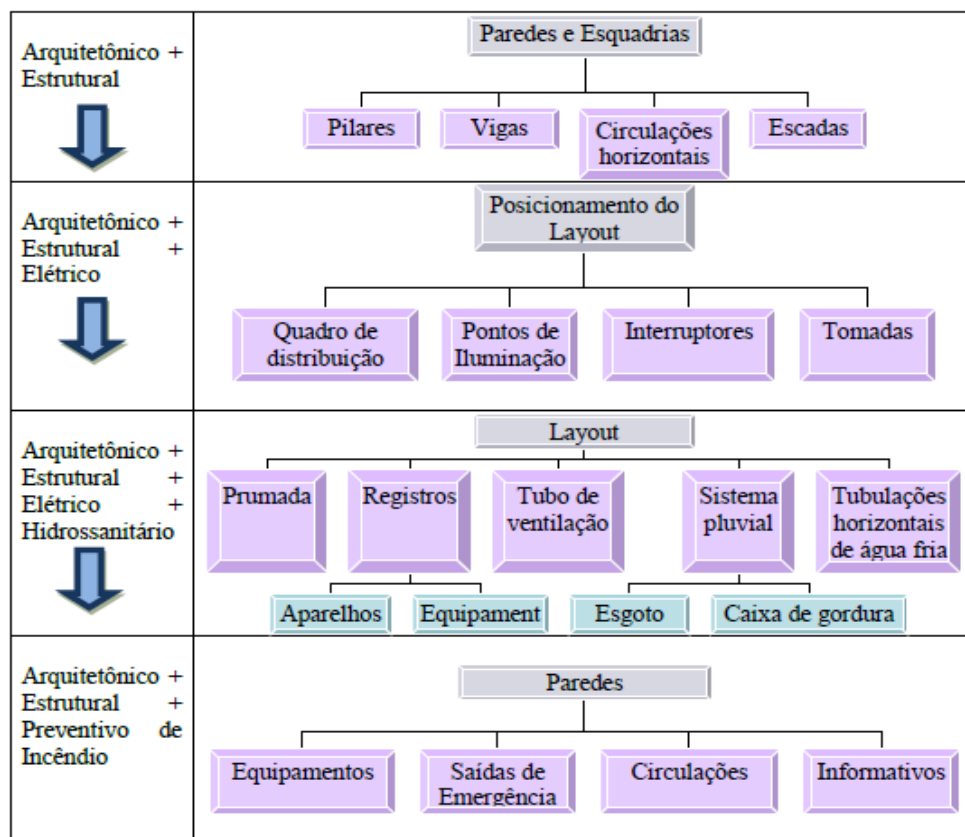 Arquitetônico +
Estrutural
Paredes e Esquadrias
Pilares
Vigas
Circulações
horizontais
Escadas
Arquitetônico +
Estrutural +
Elétrico
Posicionamento do
Layout
Quadro de
distribuição
Pontos de
Iluminação
Interruptores
Tomadas
Arquitetônico +
Estrutural +
Elétrico +
Hidrossanitário
Layout
Prumada
Registros
Tubo de
ventilação
Sistema
pluvial
Tubulações
horizontais
de água fria
Aparelhos
Equipament
Esgoto
Caixa de gordura
Arquitetônico +
Estrutural +
Preventivo de
Incêndio
Paredes
Equipamentos
Saídas de
Emergência
Circulações
Informativos